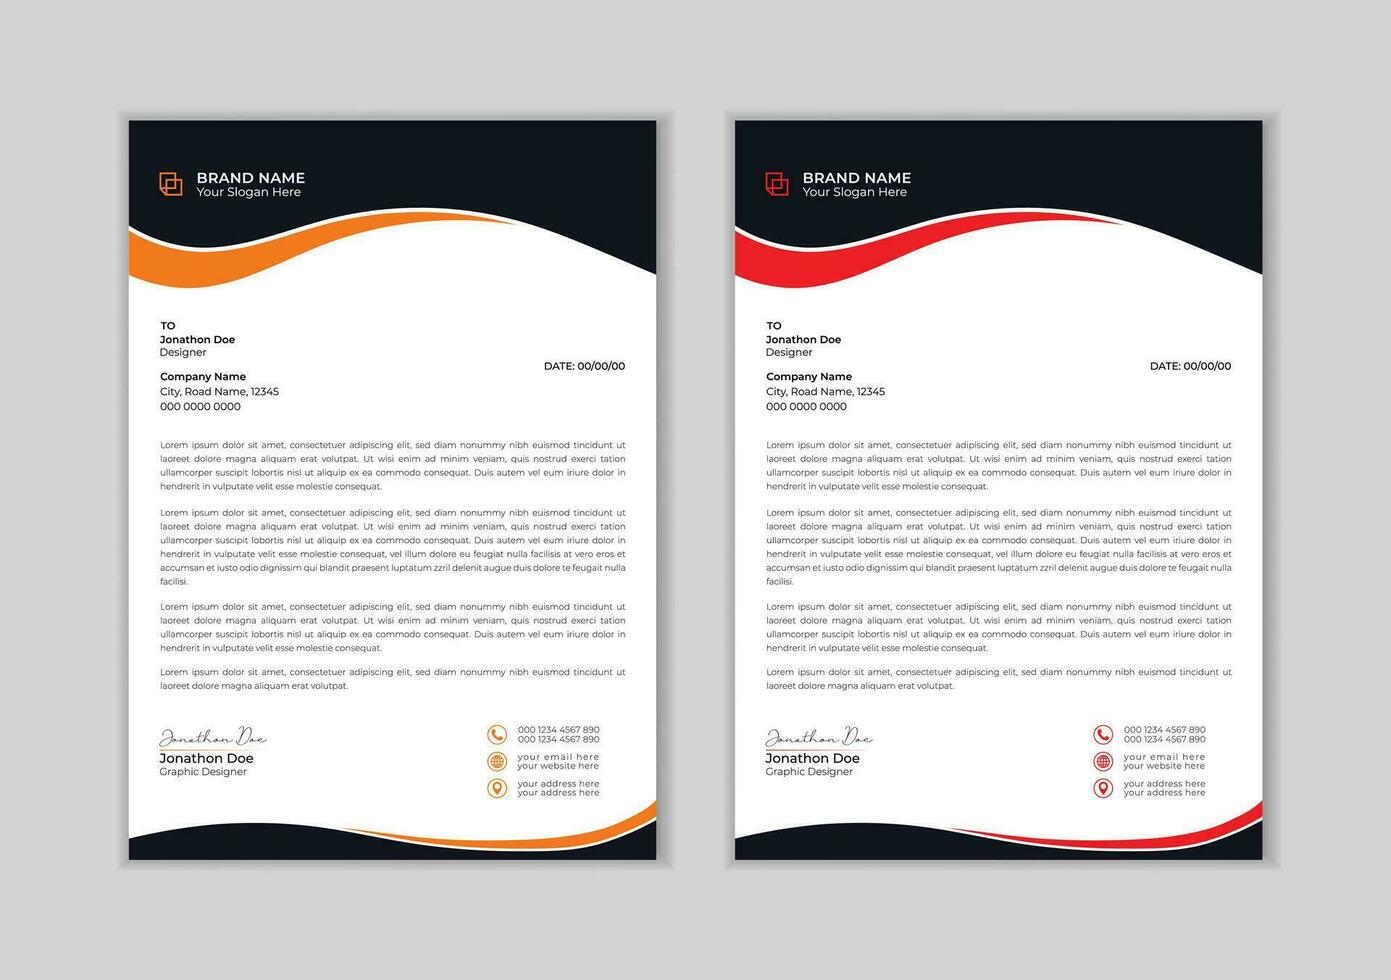 BRAND NAME
Your Slogan Here
TO
Jonathon Doe
Designer
DATE: 00/00/00
Company Name
City, Road Name, 12345
000 0000 0000
Lorem ipsum dolor sit amet, consectetuer adipiscing elit, sed diam nonummy nibh euismod tincidunt ut
laoreet dolore magna aliquam erat volutpat. Ut wisi enim ad minim veniam, quis nostrud exerci tation
ullamcorper suscipit lobortis nisl ut aliquip ex ea commodo consequat. Duis autem vel eum iriure dolor in
hendrerit in vulputate velit esse molestie consequat.
Lorem ipsum dolor sit amet, consectetuer adipiscing elit, sed diam nonummy nibh euismod tincidunt ut
laoreet dolore magna aliquam erat volutpat. Ut wisi enim ad minim veniam, quis nostrud exerci tation
ullamcorper suscipit lobortis nisl ut aliquip ex ea commodo consequat. Duis autem vel eum iriure dolor in
hendrerit in vulputate velit esse molestie consequat, vel illum dolore eu feugiat nulla facilisis at vero eros et
accumsan et iusto odio dignissim qui blandit praesent luptatum zzril delenit augue duis dolore te feugait nulla
facilisi.
Lorem ipsum dolor sit amet, consectetuer adipiscing elit, sed diam nonummy nibh euismod tincidunt ut
laoreet dolore magna aliquam erat volutpat. Ut wisi enim ad minim veniam, quis nostrud exerci tation
ullamcorper suscipit lobortis nisl ut aliquip ex ea commodo consequat. Duis autem vel eum iriure dolor in
hendrerit in vulputate velit esse molestie consequat.
Lorem ipsum dolor sit amet, consectetuer adipiscing elit, sed diam nonummy nibh euismod tincidunt ut
laoreet dolore magna aliquam erat volutpat.
Jonathon Doe
Jonathon Doe
Graphic Designer
000 1234 4567 890
000 1234 4567 890
your email here
your website here
your address here
your address here
BRAND NAME
Your Slogan Here
TO
Jonathon Doe
Designer
DATE: 00/00/00
Company Name
City, Road Name, 12345
000 0000 0000
Lorem ipsum dolor sit amet, consectetuer adipiscing elit, sed diam nonummy nibh euismod tincidunt ut
laoreet dolore magna aliquam erat volutpat. Ut wisi enim ad minim veniam, quis nostrud exerci tation
ullamcorper suscipit lobortis nisl ut aliquip ex ea commodo consequat. Duis autem vel eum iriure dolor in
hendrerit in vulputate velit esse molestie consequat.
Lorem ipsum dolor sit amet, consectetuer adipiscing elit, sed diam nonummy nibh euismod tincidunt ut
laoreet dolore magna aliquam erat volutpat. Ut wisi enim ad minim veniam, quis nostrud exerci tation
ullamcorper suscipit lobortis nisl ut aliquip ex ea commodo consequat. Duis autem vel eum iriure dolor in
hendrerit in vulputate velit esse molestie consequat, vel illum dolore eu feugiat nulla facilisis at vero eros et
accumsan et iusto odio dignissim qui blandit praesent luptatum zzril delenit augue duis dolore te feugait nulla
facilisi.
Lorem ipsum dolor sit amet, consectetuer adipiscing elit, sed diam nonummy nibh euismod tincidunt ut
laoreet dolore magna aliquam erat volutpat. Ut wisi enim ad minim veniam, quis nostrud exerci tation
ullamcorper suscipit lobortis nisl ut aliquip ex ea commodo consequat. Duis autem vel eum iriure dolor in
hendrerit in vulputate velit esse molestie consequat.
Lorem ipsum dolor sit amet, consectetuer adipiscing elit, sed diam nonummy nibh euismod tincidunt ut
laoreet dolore magna aliquam erat volutpat.
Jonathon Doe
Jonathon Doe
Graphic Designer
000 1234 4567 890
000 1234 4567 890
your email here
your website here
your address here
your address here